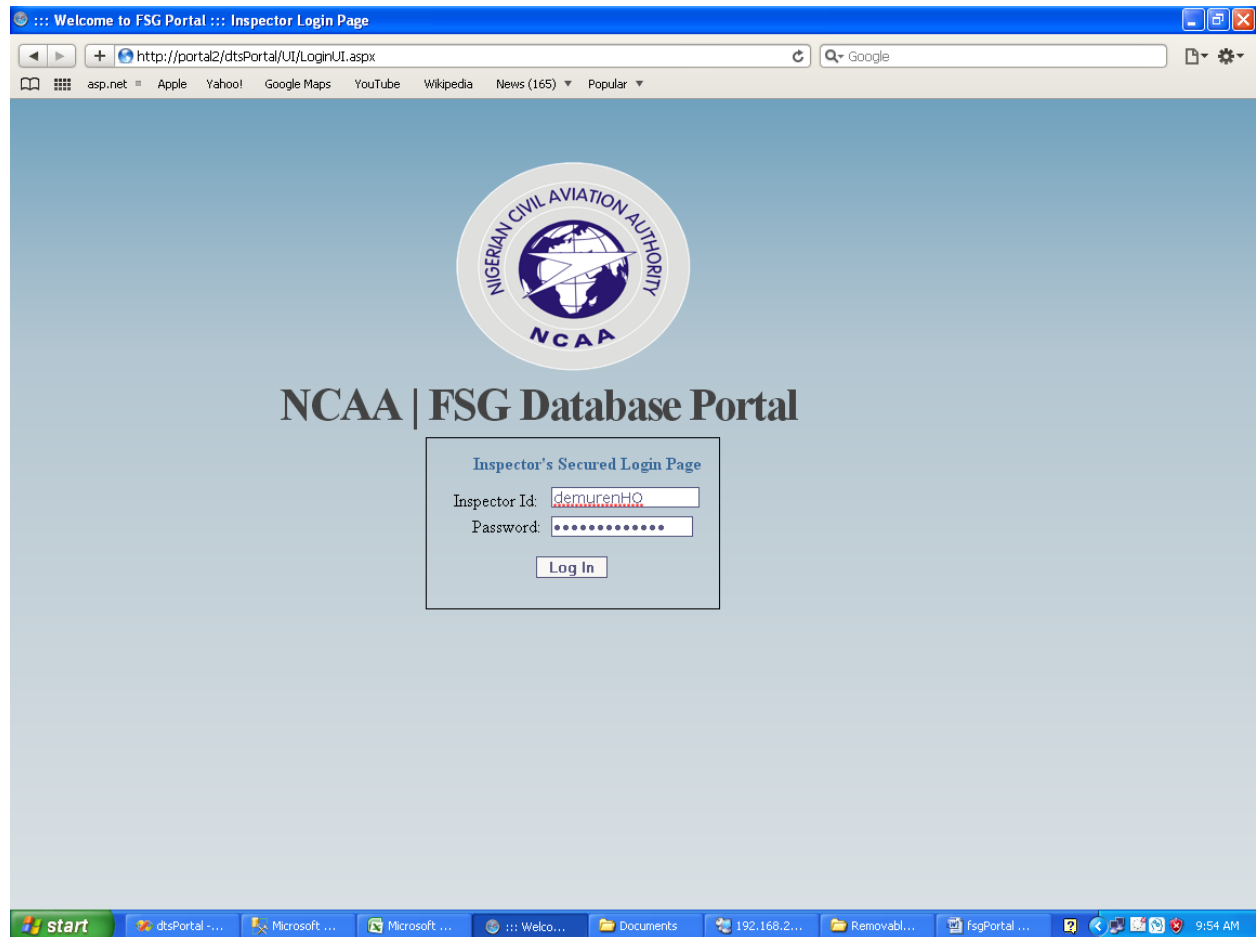 ::: Welcome to FSG Portal ::: Inspector Login Page
http://portal2/dtsPortal/UI/LoginUI.aspx
Google
asp.net Apple Yahoo! Google Maps YouTube Wikipedia News (165) Popular
NIGERIAN CIVIL AVIATION AUTHORITY
NCAA
NCAA | FSG Database Portal
Inspector's Secured Login Page
Inspector Id: demurenHQ
Password: •••••••••••••
Log In
start dtsPortal -... Microsoft ... Microsoft ... ::: Welco... Documents 192.168.2... Removabl... fsgPortal ... 9:54 AM